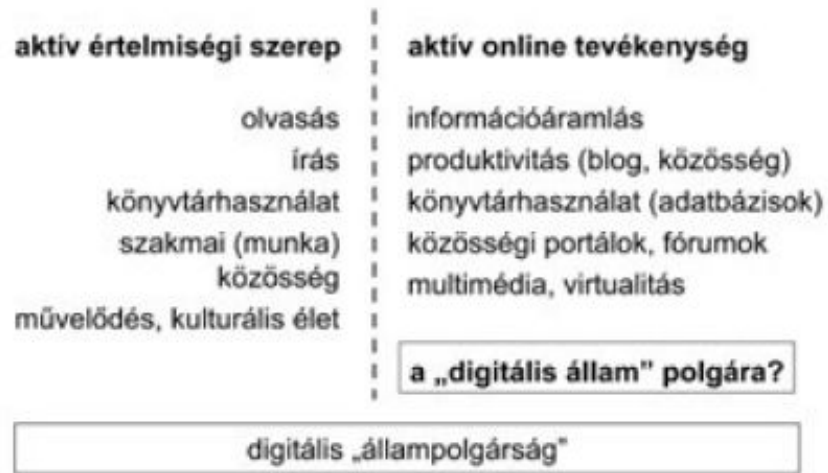 aktív értelmiségi szerep
olvasás
írás
könyvtárhasználat
szakmai (munka)
közösség
művelődés, kulturális élet
aktív online tevékenység
információáramlás
produktivitás (blog, közösség)
könyvtárhasználat (adatbázisok)
közösségi portálok, fórumok
multimédia, virtualitás
a „digitális állam” polgára?
digitális „állampolgárság”